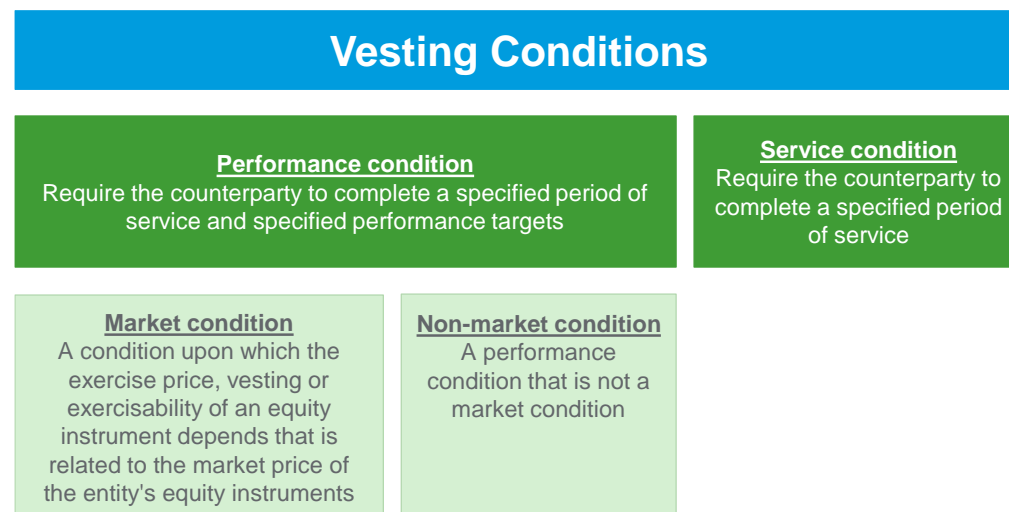 Vesting Conditions
Performance condition
Require the counterparty to complete a specified period of
service and specified performance targets
Service condition
Require the counterparty to
complete a specified period
of service
Market condition
A condition upon which the
exercise price, vesting or
exercisability of an equity
instrument depends that is
related to the market price of
the entity's equity instruments
Non-market condition
A performance
condition that is not a
market condition